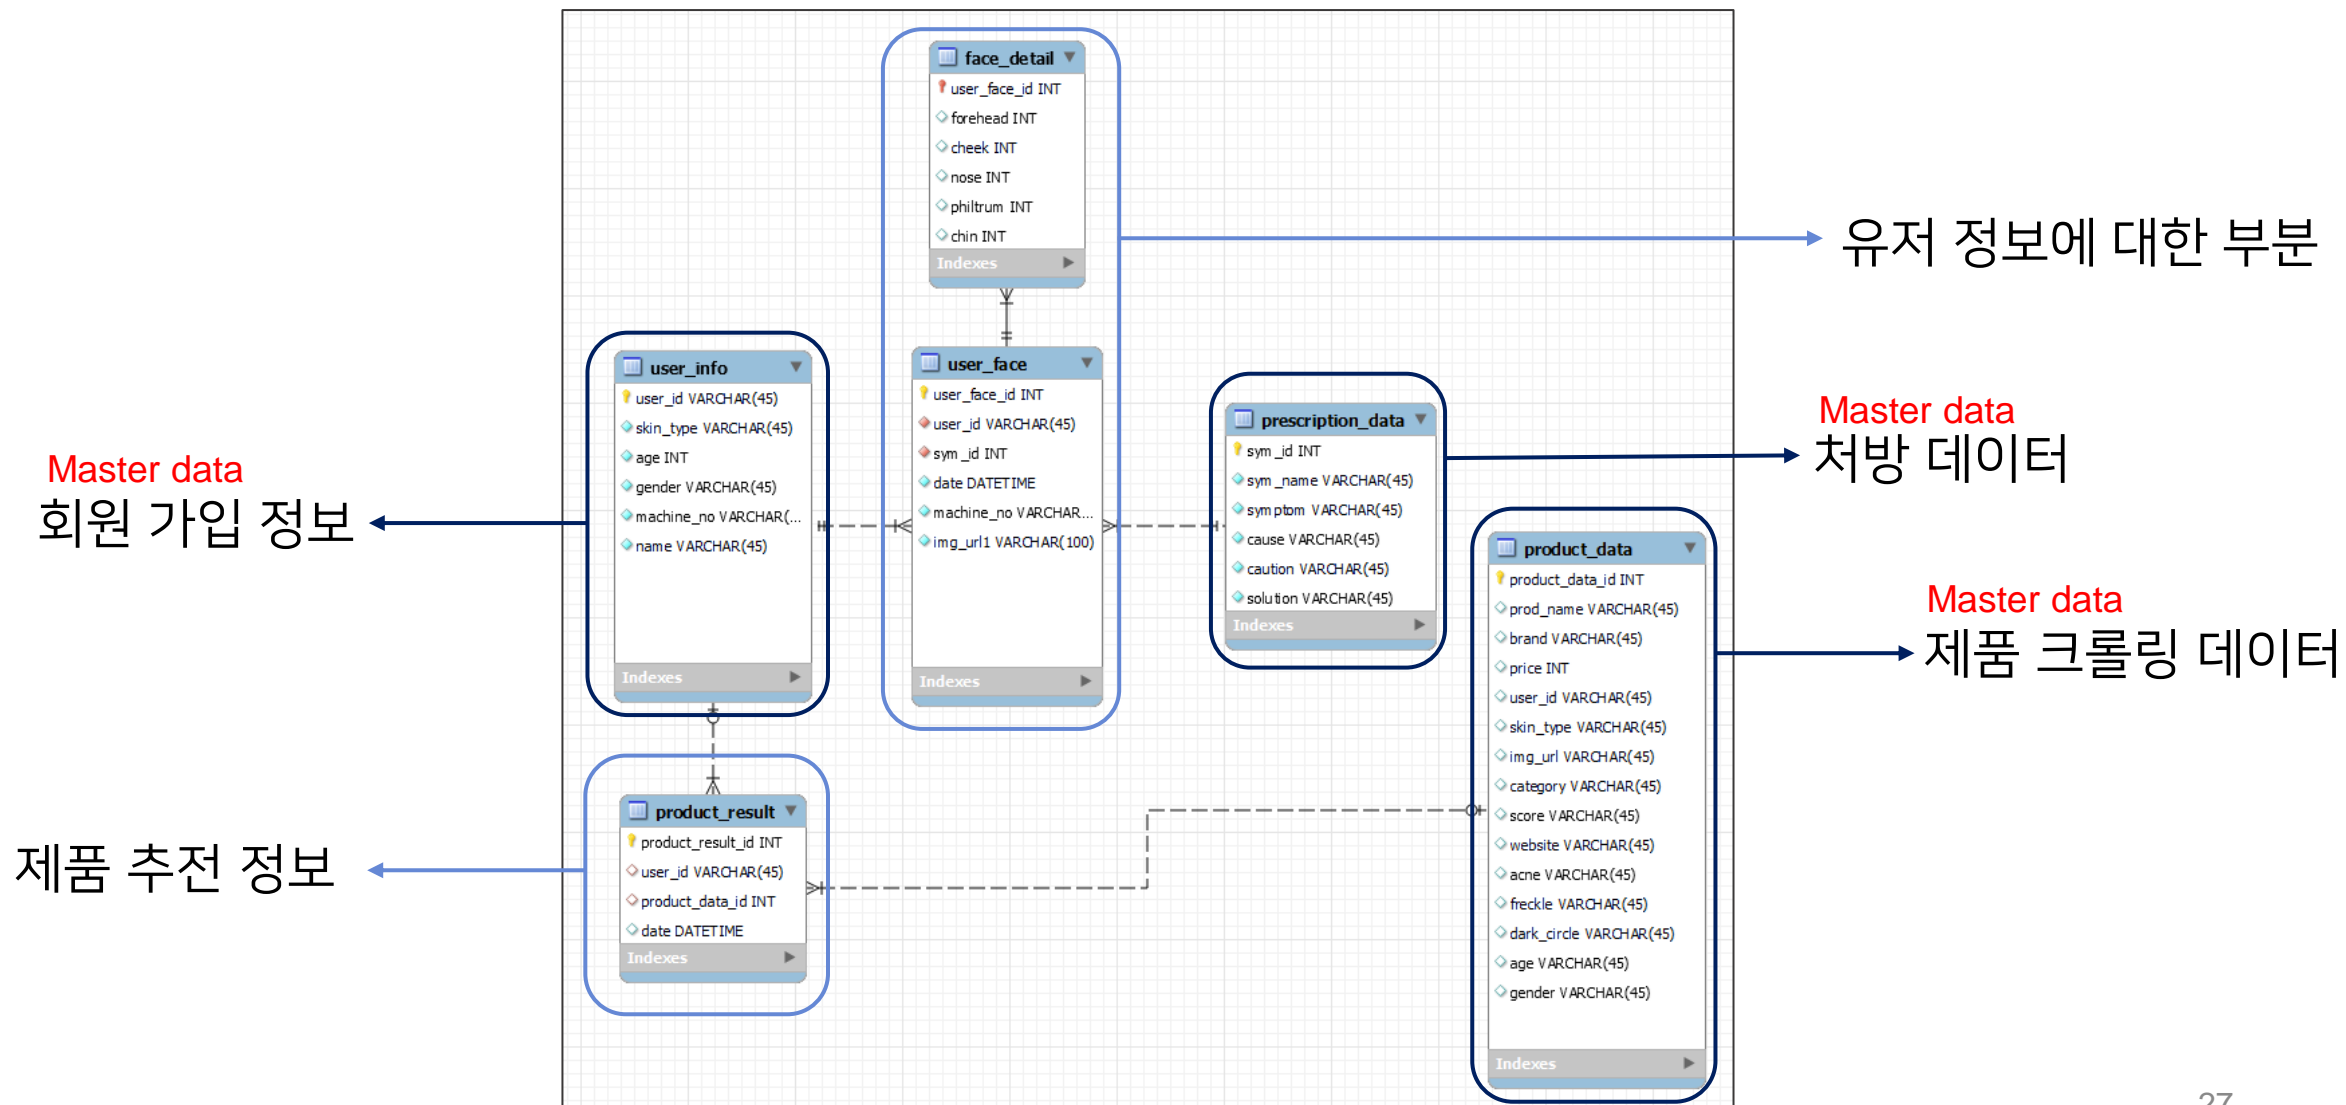 face_detail
user_face_id INT
forehead INT
cheek INT
nose INT
philtrum INT
chin INT
Indexes
유저 정보에 대한 부분
user_info
user_id VARCHAR(45)
skin_type VARCHAR(45)
age INT
gender VARCHAR(45)
machine_no VARCHAR(...
name VARCHAR(45)
Indexes
Master data
회원 가입 정보
user_face
user_face_id INT
user_id VARCHAR(45)
sym_id INT
date DATETIME
machine_no VARCHAR...
img_url1 VARCHAR(100)
Indexes
prescription_data
sym_id INT
sym_name VARCHAR(45)
symptom VARCHAR(45)
cause VARCHAR(45)
caution VARCHAR(45)
solution VARCHAR(45)
Indexes
Master data
처방 데이터
product_data
product_data_id INT
prod_name VARCHAR(45)
brand VARCHAR(45)
price INT
user_id VARCHAR(45)
skin_type VARCHAR(45)
img_url VARCHAR(45)
category VARCHAR(45)
score VARCHAR(45)
website VARCHAR(45)
acne VARCHAR(45)
freckle VARCHAR(45)
dark_circle VARCHAR(45)
age VARCHAR(45)
gender VARCHAR(45)
Indexes
Master data
제품 크롤링 데이터
product_result
product_result_id INT
user_id VARCHAR(45)
product_data_id INT
date DATETIME
Indexes
제품 추전 정보
27